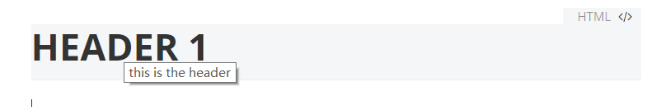 HTML </>
HEADER 1
this is the header